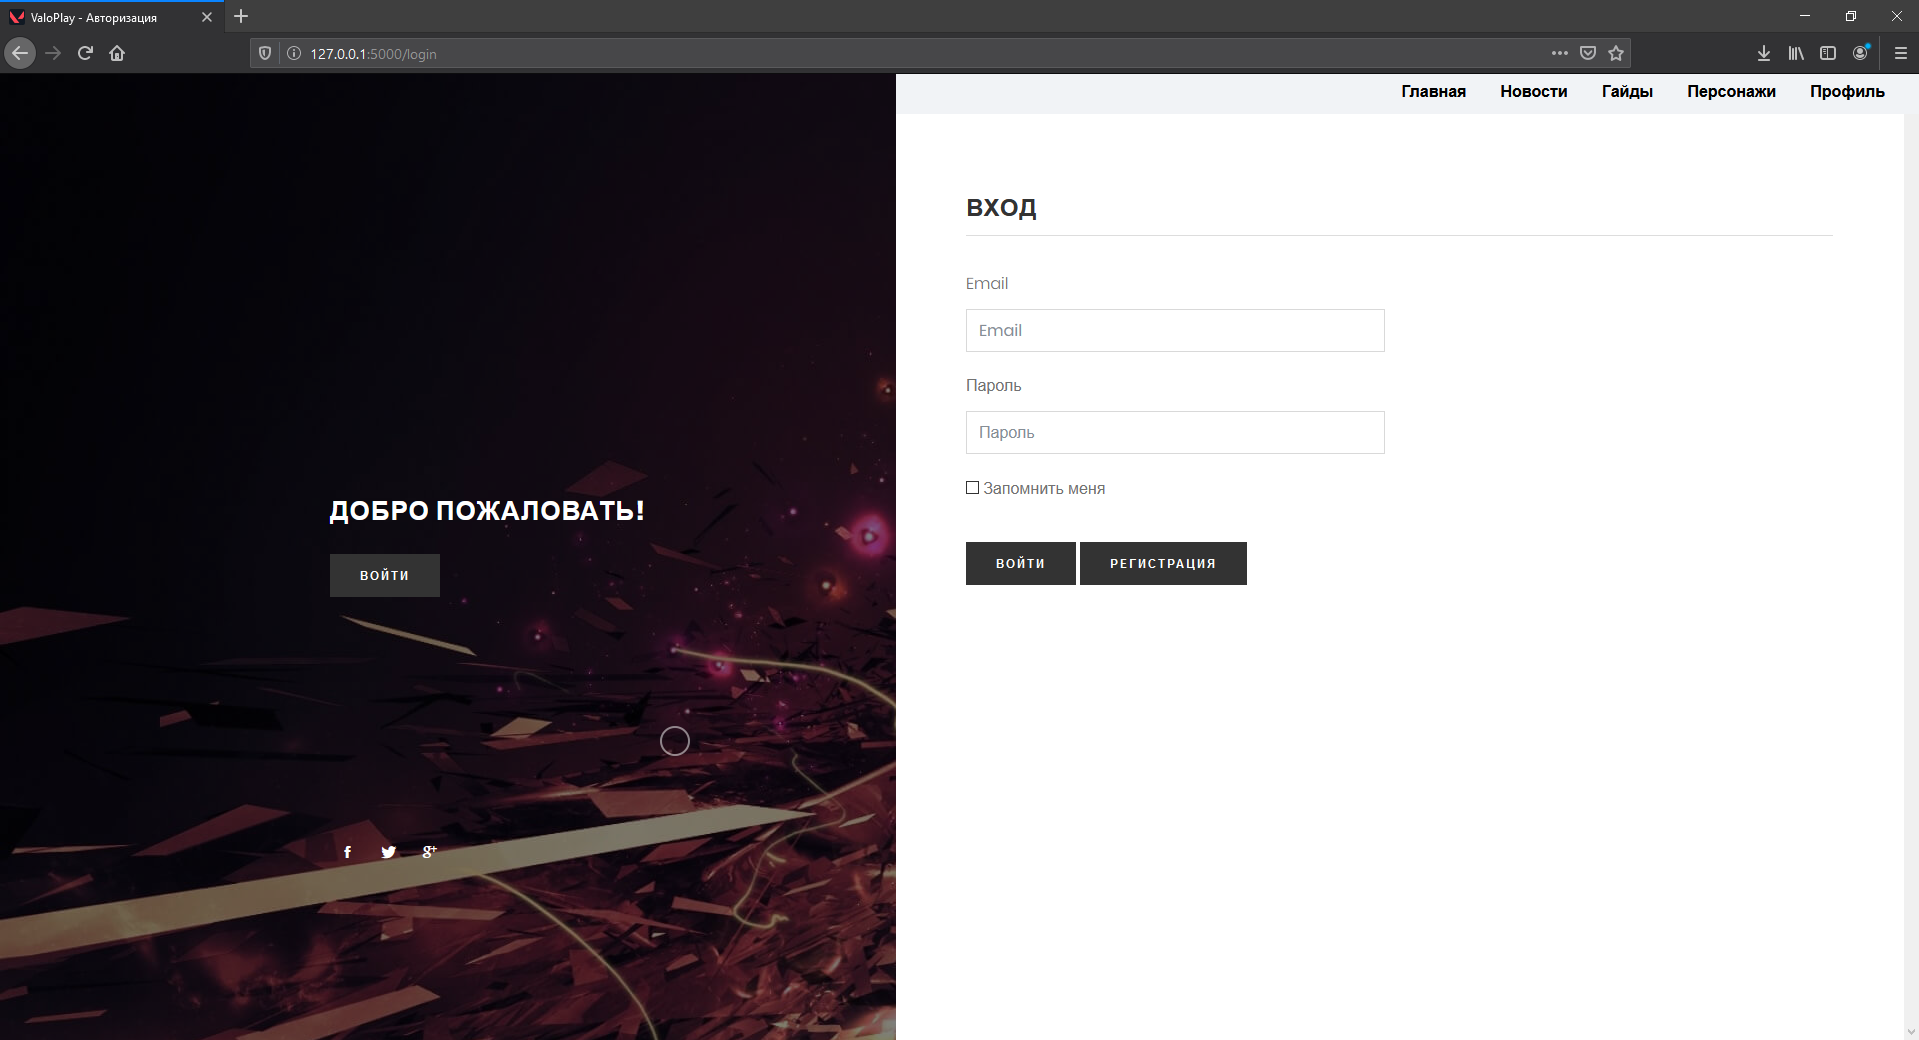 ValoPlay - Авторизация
127.0.0.1:5000/login
Главная Новости Гайды Персонажи Профиль
ДОБРО ПОЖАЛОВАТЬ!
ВОЙТИ
ВХОД
Email
Email
Пароль
Пароль
Запомнить меня
ВОЙТИ РЕГИСТРАЦИЯ